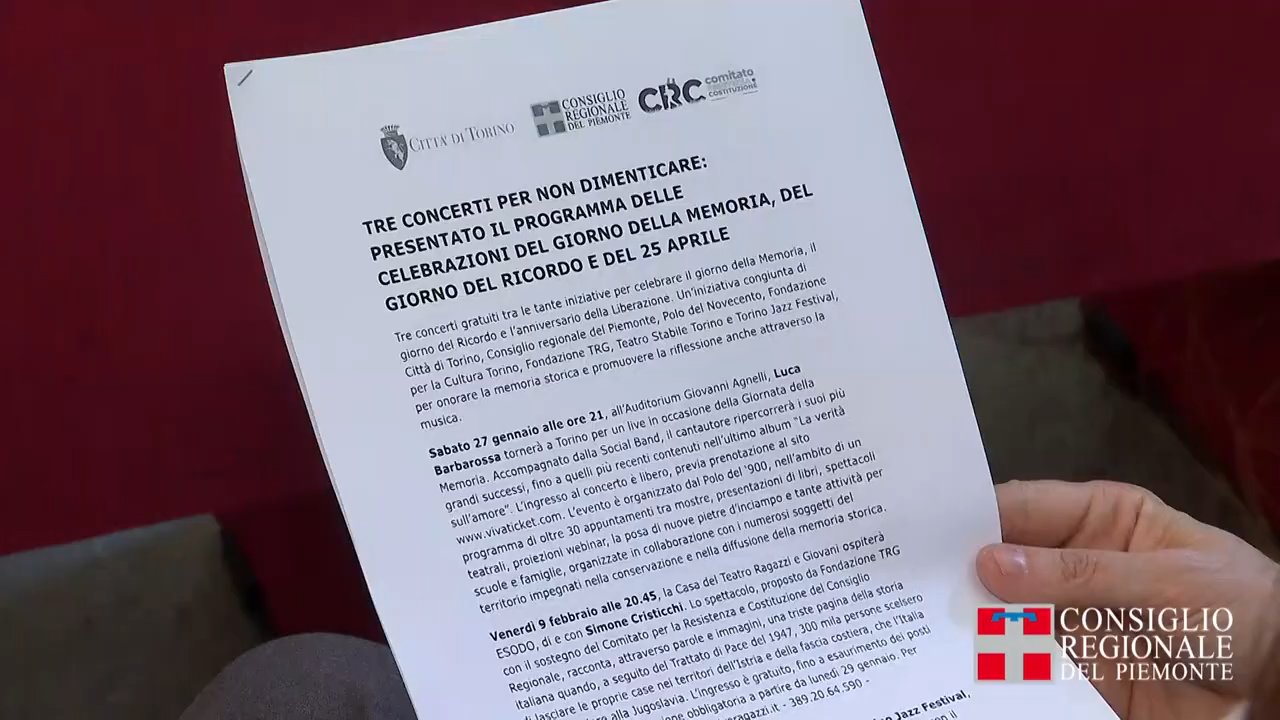 CITTÀ DI TORINO
CONSIGLIO
REGIONALE
DEL PIEMONTE
CRC comitato
COSTITUZIONE
TRE CONCERTI PER NON DIMENTICARE:
PRESENTATO IL PROGRAMMA DELLE
CELEBRAZIONI DEL GIORNO DELLA MEMORIA, DEL
GIORNO DEL RICORDO E DEL 25 APRILE
Tre concerti gratuiti tra le tante iniziative per celebrare il giorno della Memoria, il
giorno del Ricordo e l'anniversario della Liberazione. Un'iniziativa congiunta di
Città di Torino, Consiglio regionale del Piemonte, Polo del Novecento, Fondazione
per la Cultura Torino, Fondazione TRG, Teatro Stabile Torino e Torino Jazz Festival,
per onorare la memoria storica e promuovere la riflessione anche attraverso la
musica.
Sabato 27 gennaio alle ore 21, all'Auditorium Giovanni Agnelli, Luca
Barbarossa tornerà a Torino per un live in occasione della Giornata della
Memoria. Accompagnato dalla Social Band, il cantautore ripercorrerà i suoi più
grandi successi, fino a quelli più recenti contenuti nell'ultimo album "La verità
sull'amore". L'ingresso al concerto è libero, previa prenotazione al sito
www.vivaticket.com. L'evento è organizzato dal Polo del '900, nell'ambito di un
programma di oltre 30 appuntamenti tra mostre, presentazioni di libri, spettacoli
teatrali, proiezioni webinar, la posa di nuove pietre d'inciampo e tante attività per
scuole e famiglie, organizzate in collaborazione con i numerosi soggetti del
territorio impegnati nella conservazione e nella diffusione della memoria storica.
Venerdì 9 febbraio alle 20.45, la Casa del Teatro Ragazzi e Giovani ospiterà
ESODO, di e con Simone Cristicchi. Lo spettacolo, proposto da Fondazione TRG
con il sostegno del Comitato per la Resistenza e Costituzione del Consiglio
Regionale, racconta, attraverso parole e immagini, una triste pagina della storia
italiana quando, a seguito del Trattato di Pace del 1947, 300 mila persone scelsero
di lasciare le proprie case nei territori dell'Istria e della fascia costiera, che l'Italia
alla Jugoslavia. L'ingresso è gratuito, fino a esaurimento dei posti
obbligatoria a partire da lunedì 29 gennaio. Per
- 389.20.64.590 -
Jazz Festival,
CONSIGLIO
REGIONALE
DEL PIEMONTE